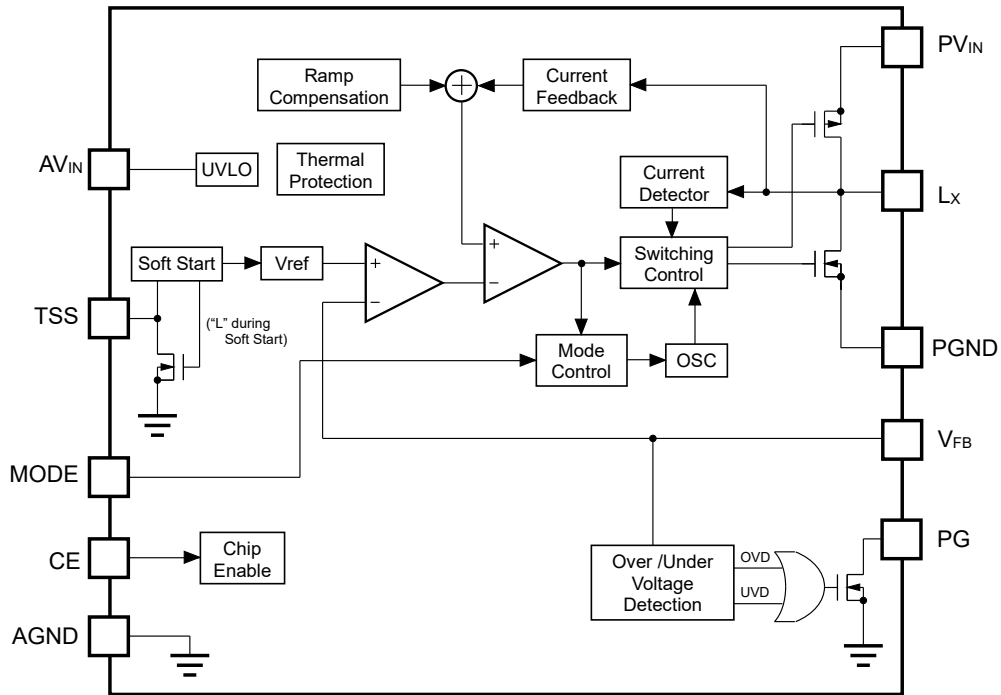 PVIN
Ramp
Compensation
Current
Feedback
AVIN
UVLO
Thermal
Protection
Current
Detector
LX
Soft Start
Vref
+
−
+
−
Switching
Control
TSS
("L" during
Soft Start)
Mode
Control
OSC
PGND
VFB
MODE
CE
Chip
Enable
Over /Under
Voltage
Detection
OVD
UVD
PG
AGND